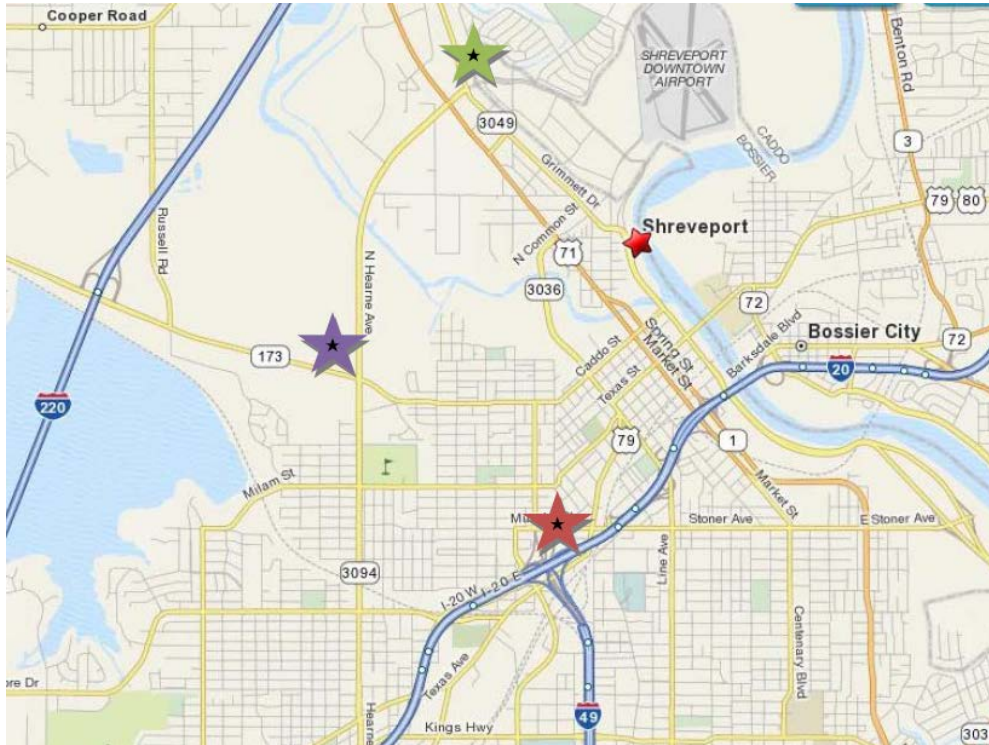 Cooper Road
SHREVEPORT
DOWNTOWN
AIRPORT
Benton Rd
3049
CADDO
BOSSIER
3
Grimmett Dr
79
80
Russell Rd
N Common St
Shreveport
N Hearne Ave
71
3036
72
Spring St
Market St
Barksdale Blvd
Bossier City
72
173
Caddo St
Texas St
20
220
79
1
Milam St
Market St
Stoner Ave
E Stoner Ave
Line Ave
3094
I-20 W
I-20 E
Centenary Blvd
Texas Ave
ore Dr
Hearne
49
Kings Hwy
303